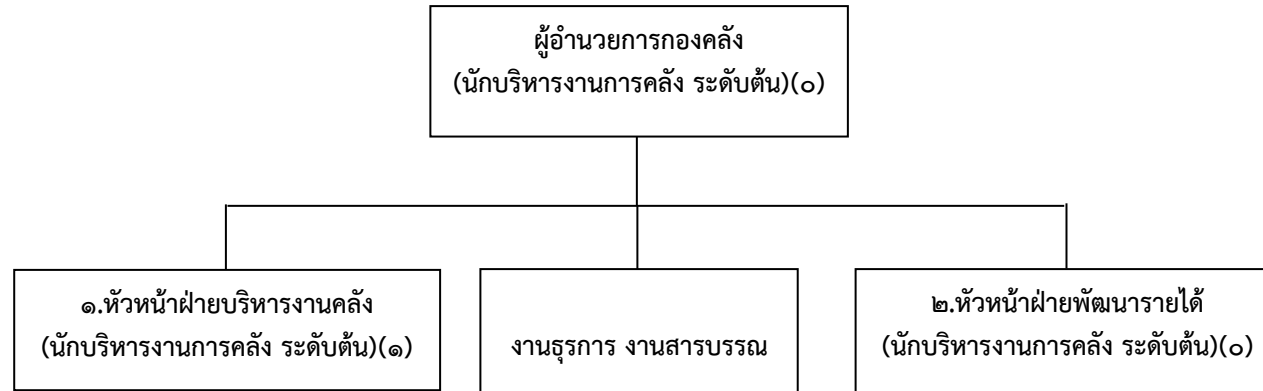 ผู้อำนวยการกองคลัง
(นักบริหารงานการคลัง ระดับต้น)(๐)
๑.หัวหน้าฝ่ายบริหารงานคลัง
(นักบริหารงานการคลัง ระดับต้น)(๑)
งานธุรการ งานสารบรรณ
๒.หัวหน้าฝ่ายพัฒนารายได้
(นักบริหารงานการคลัง ระดับต้น)(๐)